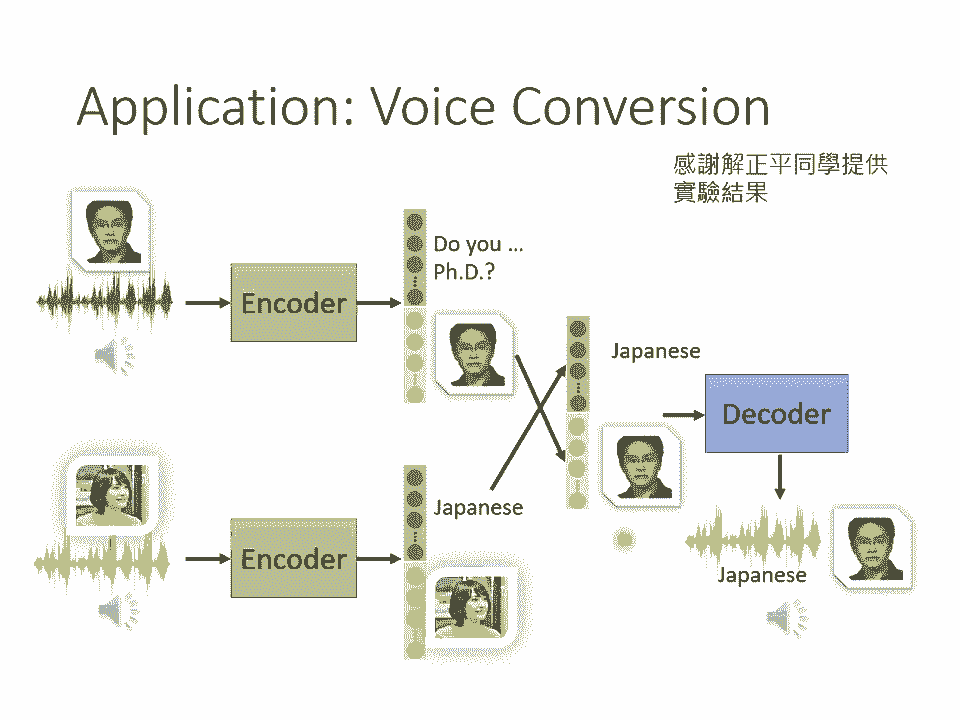 Application: Voice Conversion
感謝解正平同學提供
實驗結果
Do you ...
Ph.D.?
Encoder
Japanese
Decoder
Japanese
Encoder
Japanese